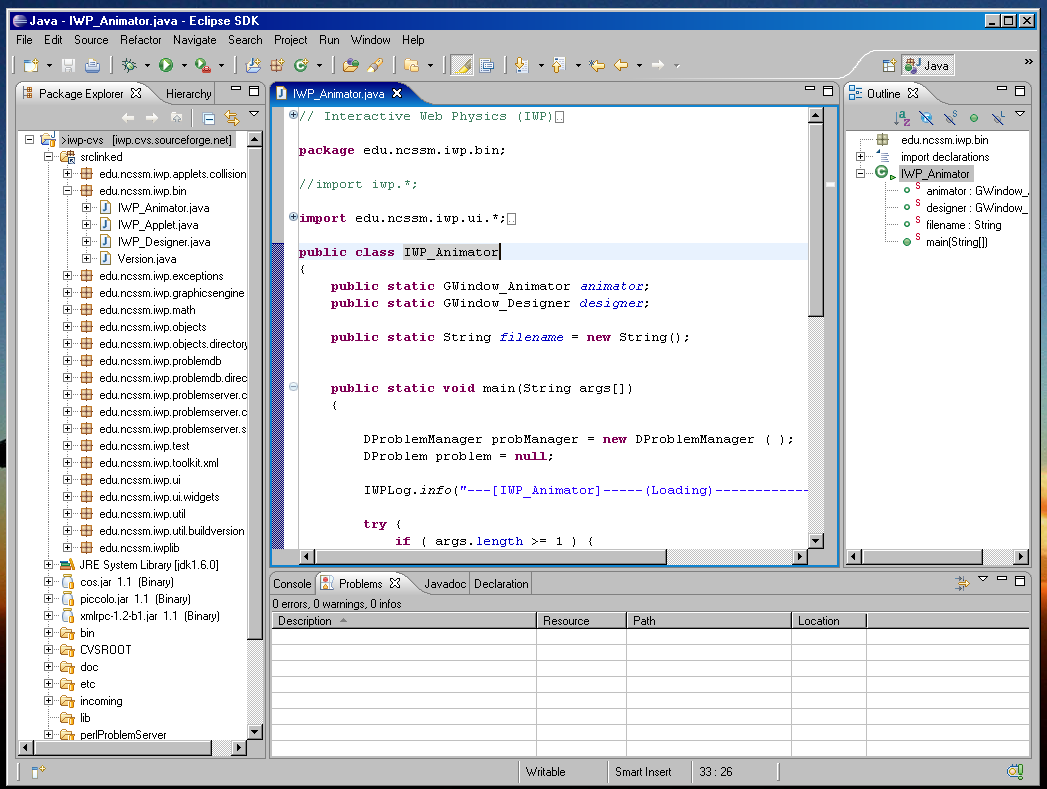 Java - IWP_Animator.java - Eclipse SDK
File Edit Source Refactor Navigate Search Project Run Window Help
Java
Package Explorer Hierarchy
>iwp-cvs [iwp.cvs.sourceforge.net]
srclinked
edu.ncssm.iwp.applets.collision
edu.ncssm.iwp.bin
IWP_Animator.java
IWP_Applet.java
IWP_Designer.java
Version.java
edu.ncssm.iwp.exceptions
edu.ncssm.iwp.graphicsengine
edu.ncssm.iwp.math
edu.ncssm.iwp.objects
edu.ncssm.iwp.objects.directory
edu.ncssm.iwp.problemdb
edu.ncssm.iwp.problemdb.direc
edu.ncssm.iwp.problemserver.c
edu.ncssm.iwp.problemserver.c
edu.ncssm.iwp.problemserver.s
edu.ncssm.iwp.test
edu.ncssm.iwp.toolkit.xml
edu.ncssm.iwp.ui
edu.ncssm.iwp.ui.widgets
edu.ncssm.iwp.util
edu.ncssm.iwp.util.buildversion
edu.ncssm.iwplib
JRE System Library [jdk1.6.0]
cos.jar 1.1 (Binary)
piccolo.jar 1.1 (Binary)
xmlrpc-1.2-b1.jar 1.1 (Binary)
bin
CVSROOT
doc
etc
incoming
lib
perlProblemServer
IWP_Animator.java
// Interactive Web Physics (IWP)
package edu.ncssm.iwp.bin;
//import iwp.*;
import edu.ncssm.iwp.ui.*;
public class IWP_Animator
{
public static GWindow_Animator animator;
public static GWindow_Designer designer;
public static String filename = new String();
public static void main(String args[])
{
DProblemManager probManager = new DProblemManager ( );
DProblem problem = null;
IWPLog.info("---[IWP_Animator]-----(Loading)------------
try {
if ( args.length >= 1 ) {
Outline
edu.ncssm.iwp.bin
import declarations
IWP_Animator
animator : GWindow_
designer : GWindow_
filename : String
main(String[])
Console Problems Javadoc Declaration
0 errors, 0 warnings, 0 infos
Description Resource Path Location
Writable Smart Insert 33 : 26